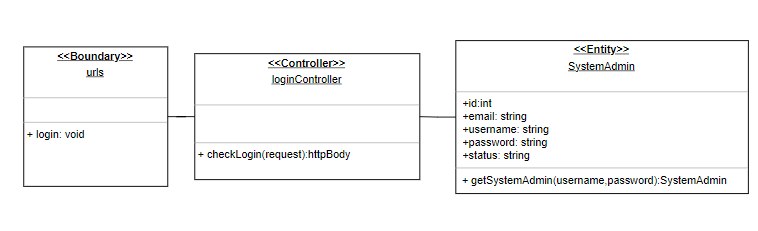 <<Boundary>>
urls
+ login: void
<<Controller>>
loginController
+ checkLogin(request):httpBody
<<Entity>>
SystemAdmin
+id:int
+email: string
+username: string
+password: string
+status: string
+ getSystemAdmin(username,password):SystemAdmin